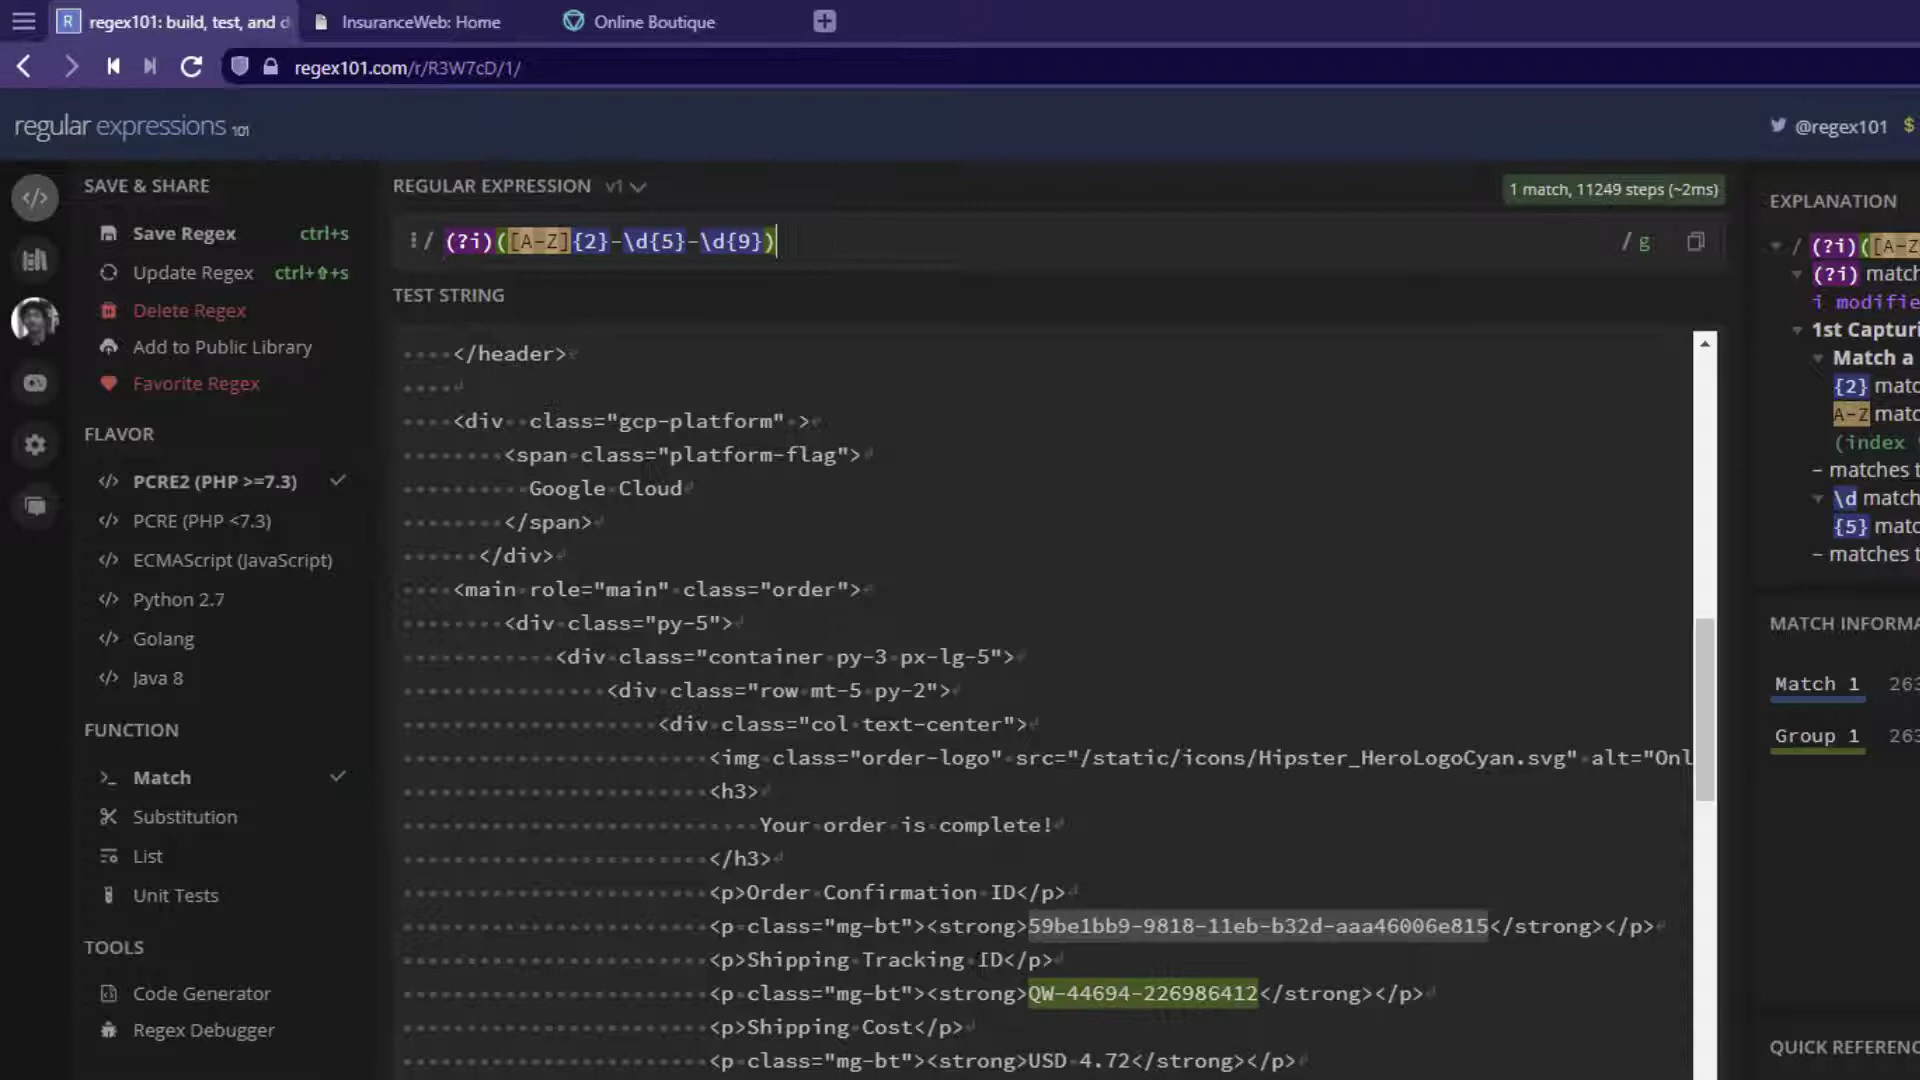 regex101: build, test, and d
InsuranceWeb: Home
Online Boutique
regex101.com/r/R3W7cD/1/
regular expressions 101
@regex101 $
SAVE & SHARE
Save Regex ctrl+s
Update Regex ctrl+⇧+s
Delete Regex
Add to Public Library
Favorite Regex
FLAVOR
</> PCRE2 (PHP >=7.3)
</> PCRE (PHP <7.3)
</> ECMAScript (JavaScript)
</> Python 2.7
</> Golang
</> Java 8
FUNCTION
Match
Substitution
List
Unit Tests
TOOLS
Code Generator
Regex Debugger
REGULAR EXPRESSION v1
1 match, 11249 steps (~2ms)
/ (?i)([A-Z]{2}-\d{5}-\d{9}) / g
TEST STRING
</header>
<div class="gcp-platform" >
<span class="platform-flag">
Google Cloud
</span>
</div>
<main role="main" class="order">
<div class="py-5">
<div class="container py-3 px-lg-5">
<div class="row mt-5 py-2">
<div class="col text-center">
<img class="order-logo" src="/static/icons/Hipster_HeroLogoCyan.svg" alt="Onl
<h3>
Your order is complete!
</h3>
<p>Order Confirmation ID</p>
<p class="mg-bt"><strong>59be1bb9-9818-11eb-b32d-aaa46006e815</strong></p>
<p>Shipping Tracking ID</p>
<p class="mg-bt"><strong>QW-44694-226986412</strong></p>
<p>Shipping Cost</p>
<p class="mg-bt"><strong>USD 4.72</strong></p>
EXPLANATION
/ (?i)([A-Z
(?i) match
i modifie
1st Capturi
Match a
{2} matc
A-Z matc
(index
- matches t
\d match
{5} matc
- matches t
MATCH INFORMA
Match 1 263
Group 1 263
QUICK REFERENC